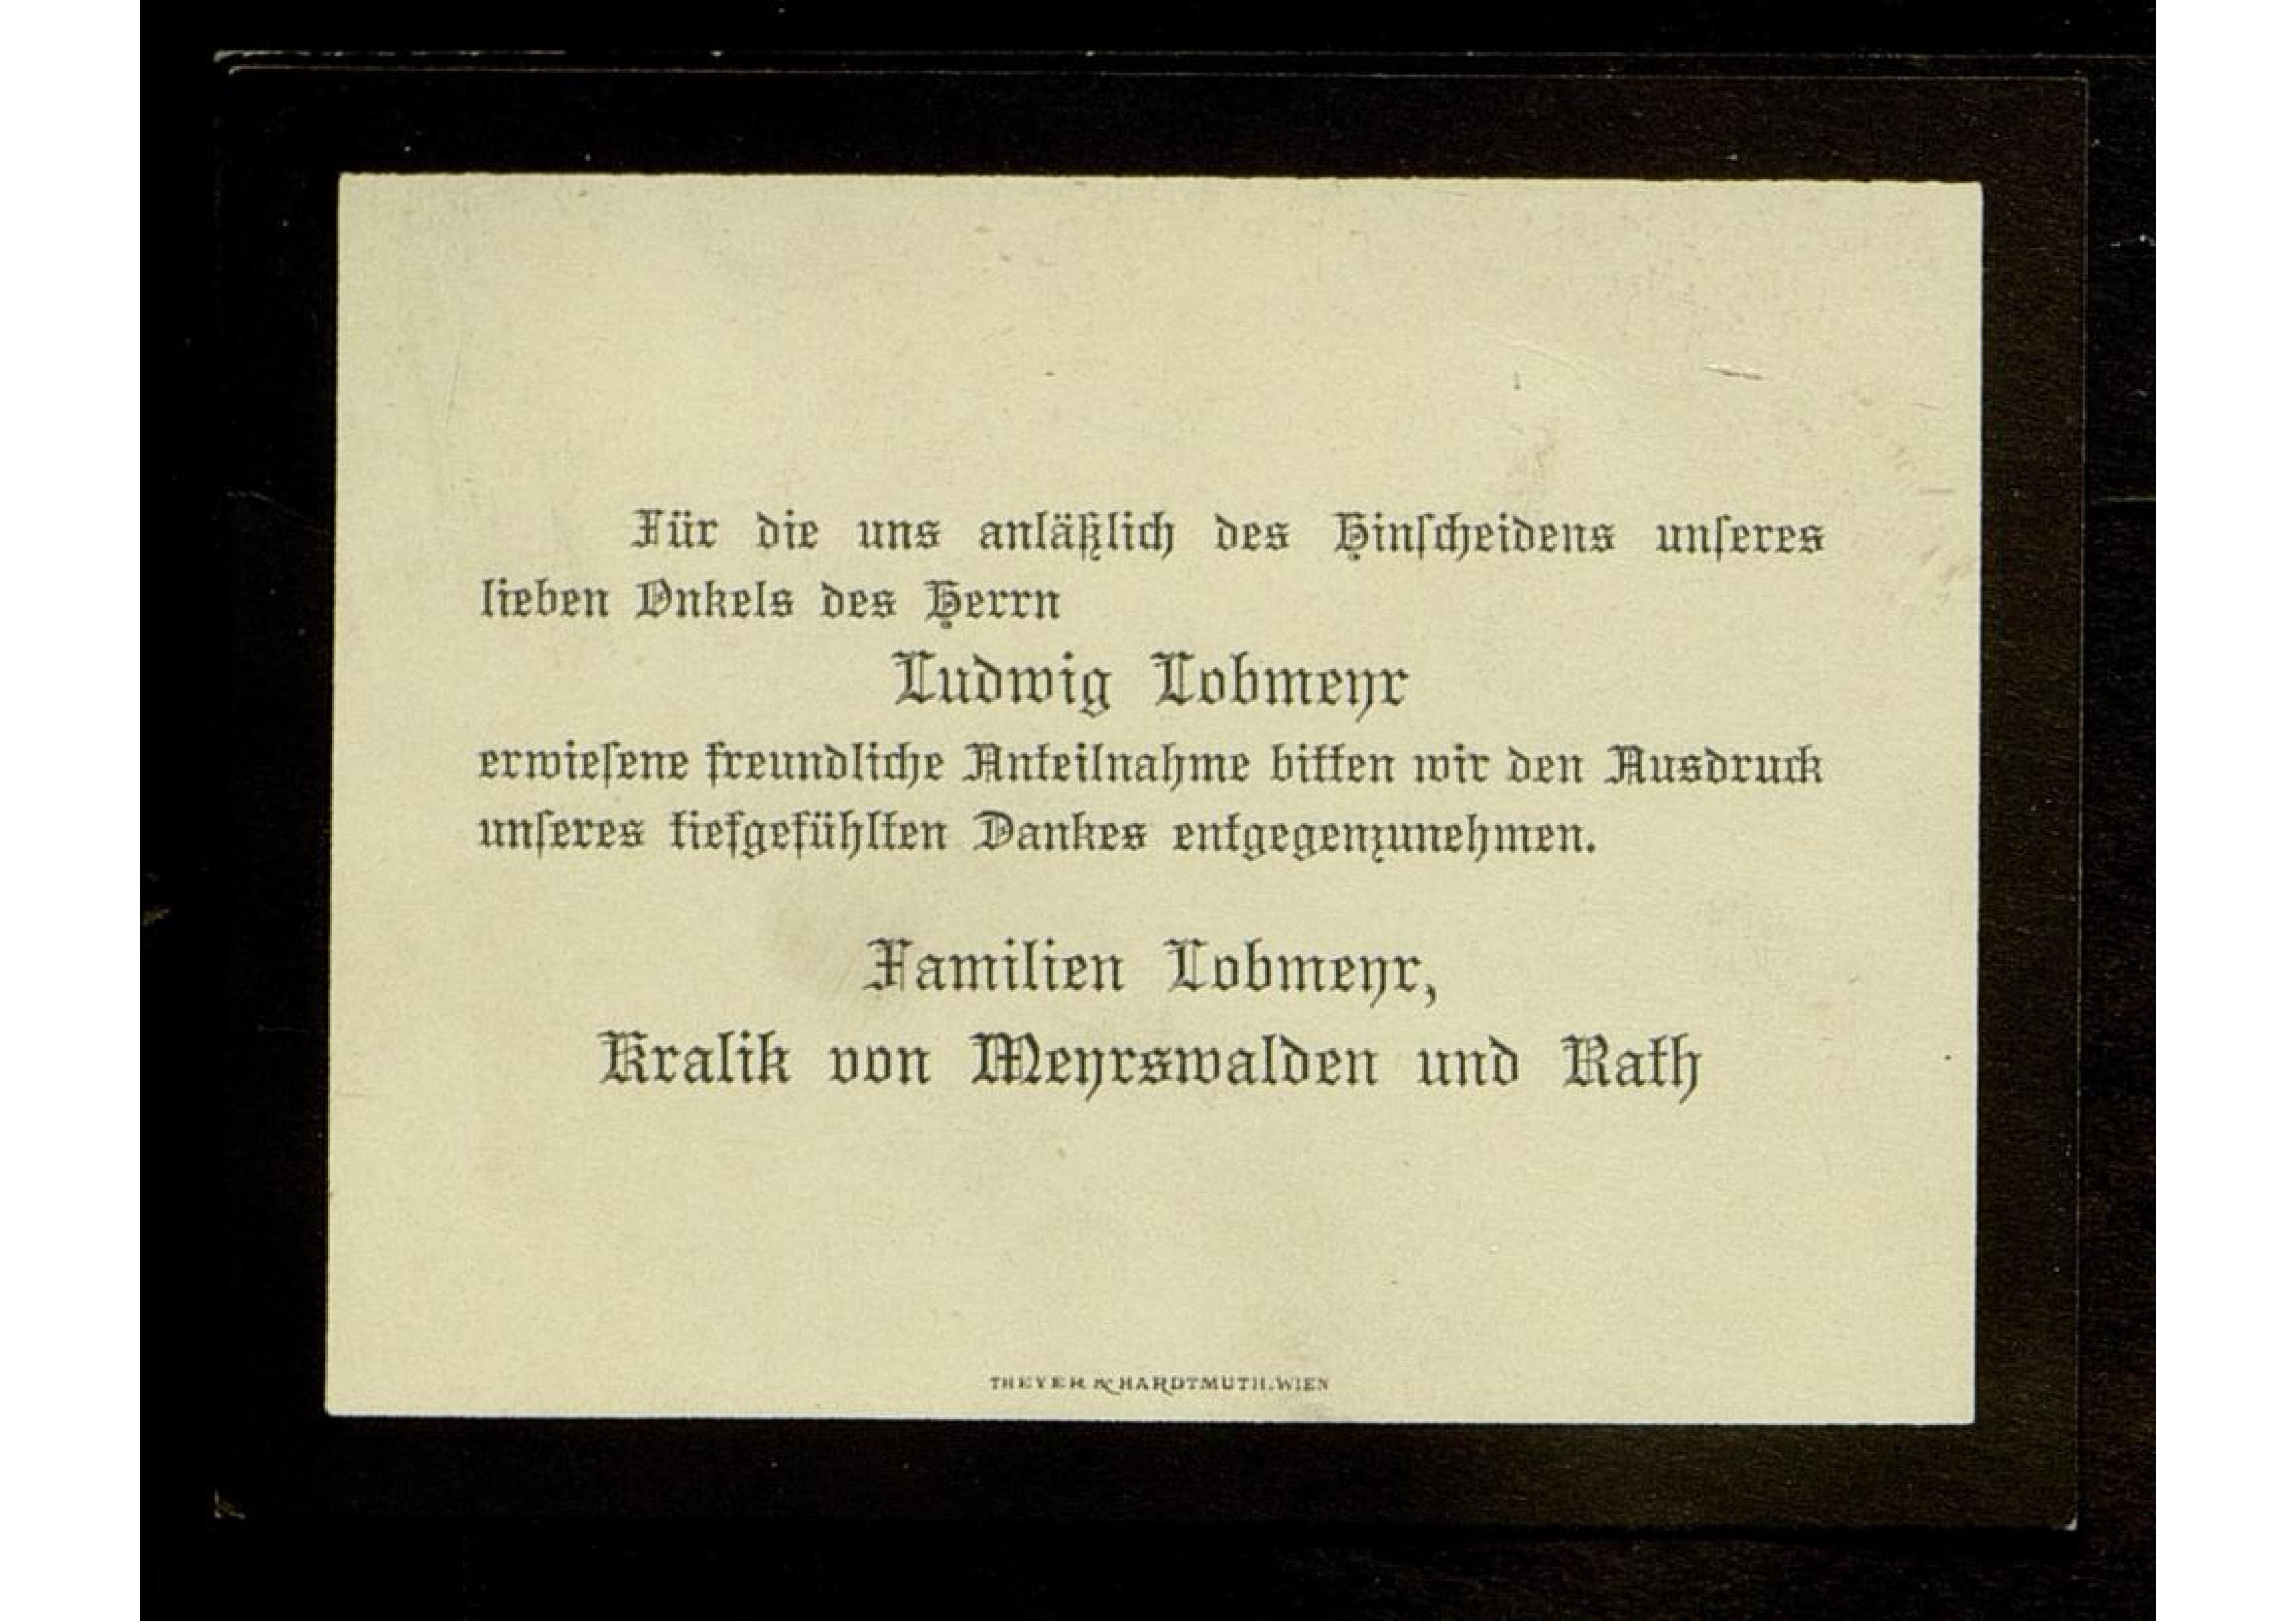 Für die uns anläßlich des Hinscheidens unseres
lieben Onkels des Herrn
Ludwig Lobmeyr
erwiesene freundliche Anteilnahme bitten wir den Ausdruck
unseres tiefgefühlten Dankes entgegenzunehmen.
Familien Lobmeyr,
Kralik von Meyrswalden und Rath
THEYER & HARDTMUTH. WIEN